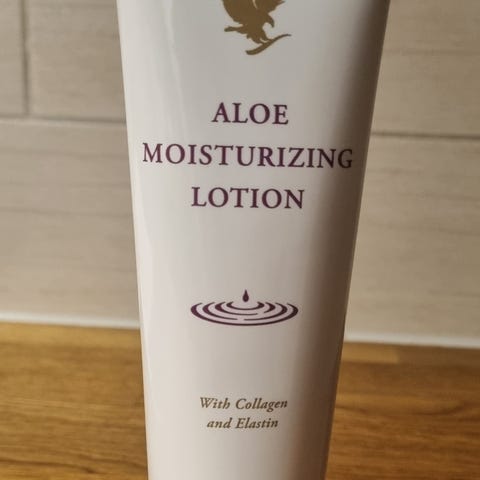 ALOE
MOISTURIZING
LOTION
With Collagen
and Elastin